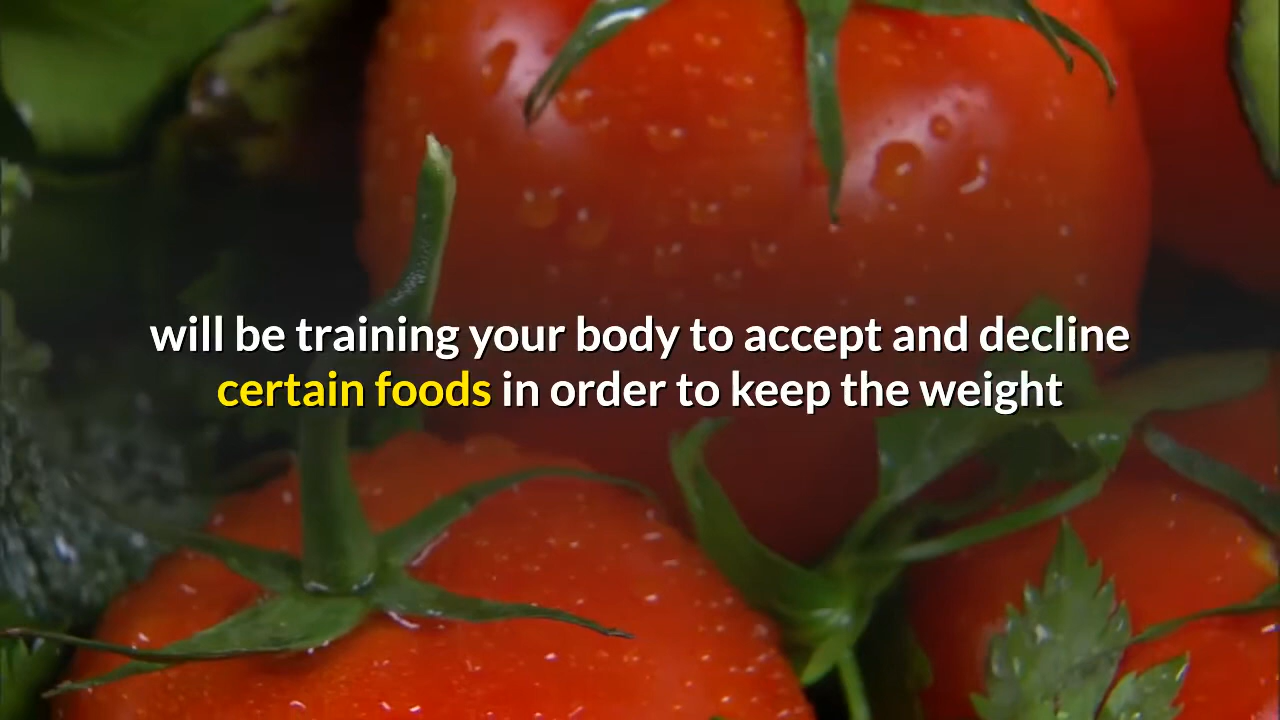 will be training your body to accept and decline
certain foods in order to keep the weight